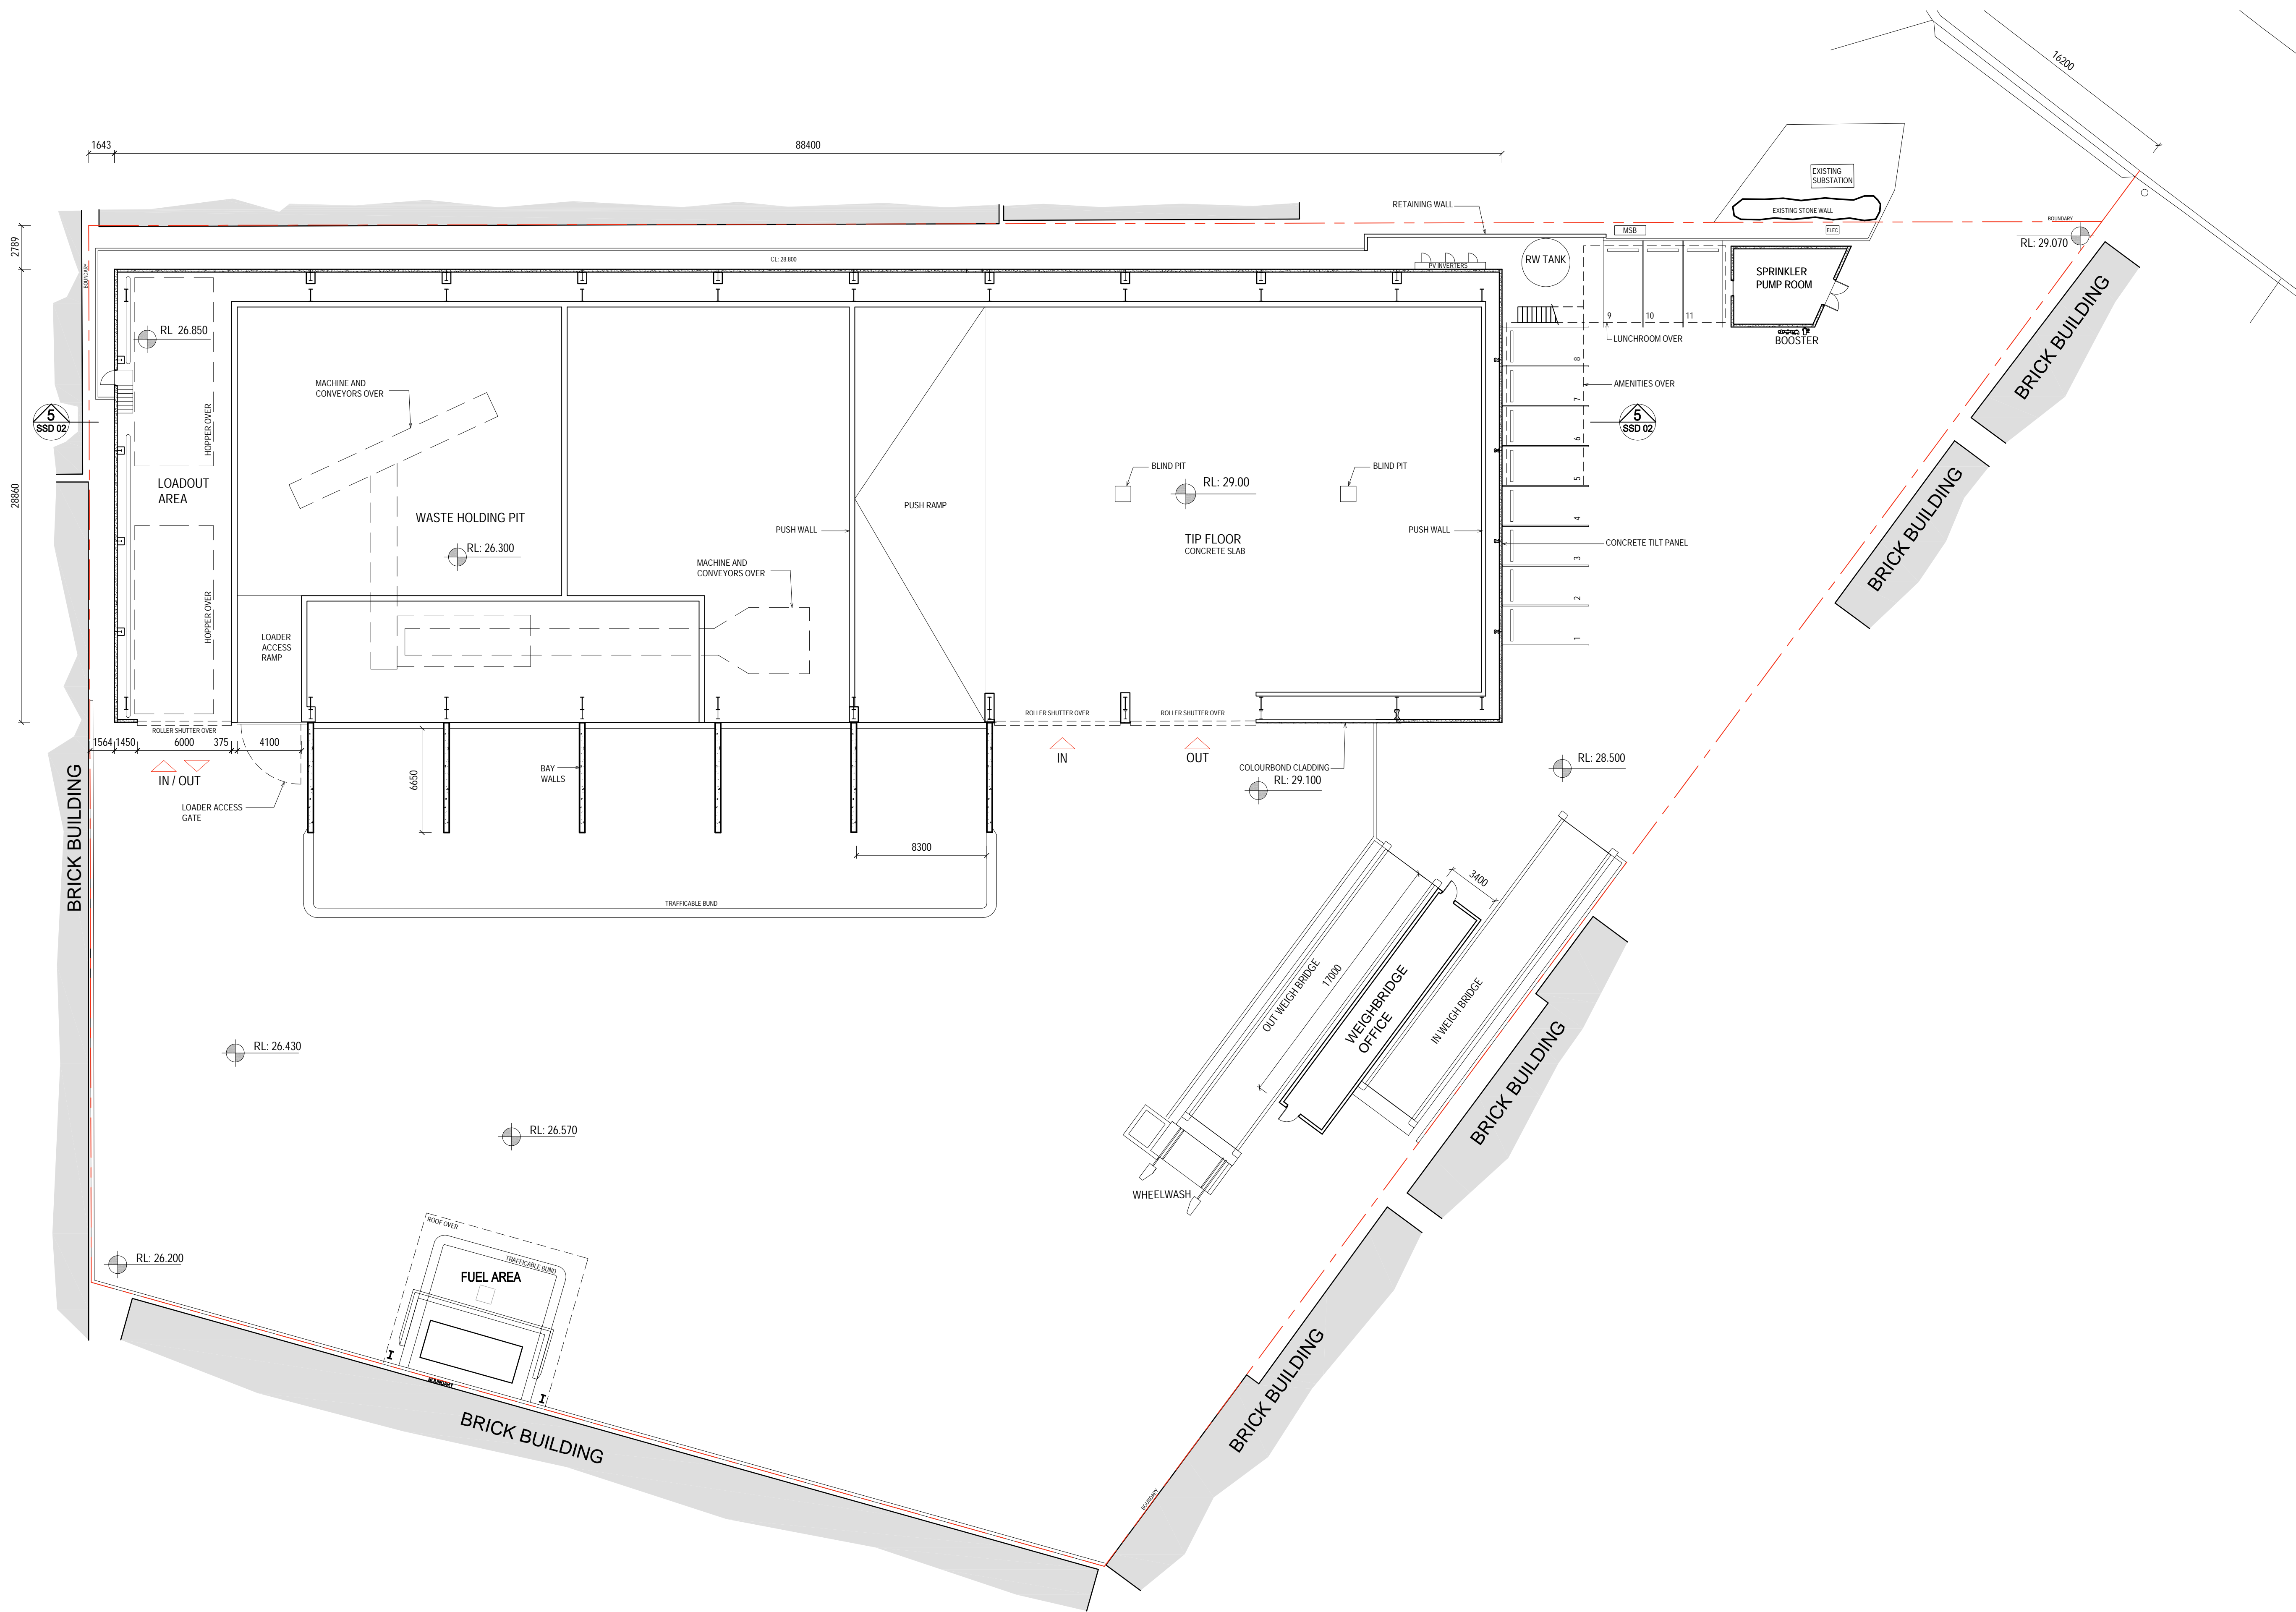 16200
1643
88400
EXISTING
SUBSTATION
RETAINING WALL
EXISTING STONE WALL
BOUNDARY
MSB
ELEC
RL: 29.070
2789
BOUNDARY
CL: 28.800
PV INVERTERS
RW TANK
SPRINKLER
PUMP ROOM
BRICK BUILDING
RL 26.850
9
10
11
BOOSTER
LUNCHROOM OVER
8
MACHINE AND
CONVEYORS OVER
AMENITIES OVER
7
5
SSD 02
HOPPER OVER
5
SSD 02
6
BLIND PIT
BLIND PIT
LOADOUT
AREA
RL: 29.00
5
BRICK BUILDING
28860
PUSH RAMP
WASTE HOLDING PIT
4
PUSH WALL
PUSH WALL
TIP FLOOR
CONCRETE SLAB
CONCRETE TILT PANEL
RL: 26.300
3
MACHINE AND
CONVEYORS OVER
HOPPER OVER
2
LOADER
ACCESS
RAMP
1
ROLLER SHUTTER OVER
ROLLER SHUTTER OVER
ROLLER SHUTTER OVER
1564
1450
6000
375
4100
IN
OUT
IN / OUT
BAY
WALLS
6650
COLOURBOND CLADDING
RL: 29.100
RL: 28.500
LOADER ACCESS
GATE
BRICK BUILDING
8300
3400
TRAFFICABLE BUND
OUT WEIGH BRIDGE
17000
WEIGHBRIDGE
OFFICE
IN WEIGH BRIDGE
RL: 26.430
BRICK BUILDING
RL: 26.570
WHEELWASH
ROOF OVER
TRAFFICABLE BUND
RL: 26.200
FUEL AREA
BOUNDARY
BRICK BUILDING
BRICK BUILDING
BOUNDARY